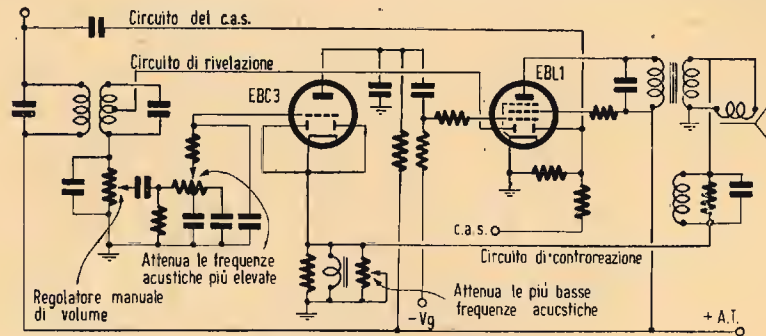 Circuito del c.a.s.
Circuito di rivelazione
EBC3
EBL1
c.a.s.
Circuito di controreazione
Attenua le frequenze
acustiche più elevate
Regolatore manuale
di volume
Attenua le più basse
frequenze acucstiche
-Vg
+ A.T.